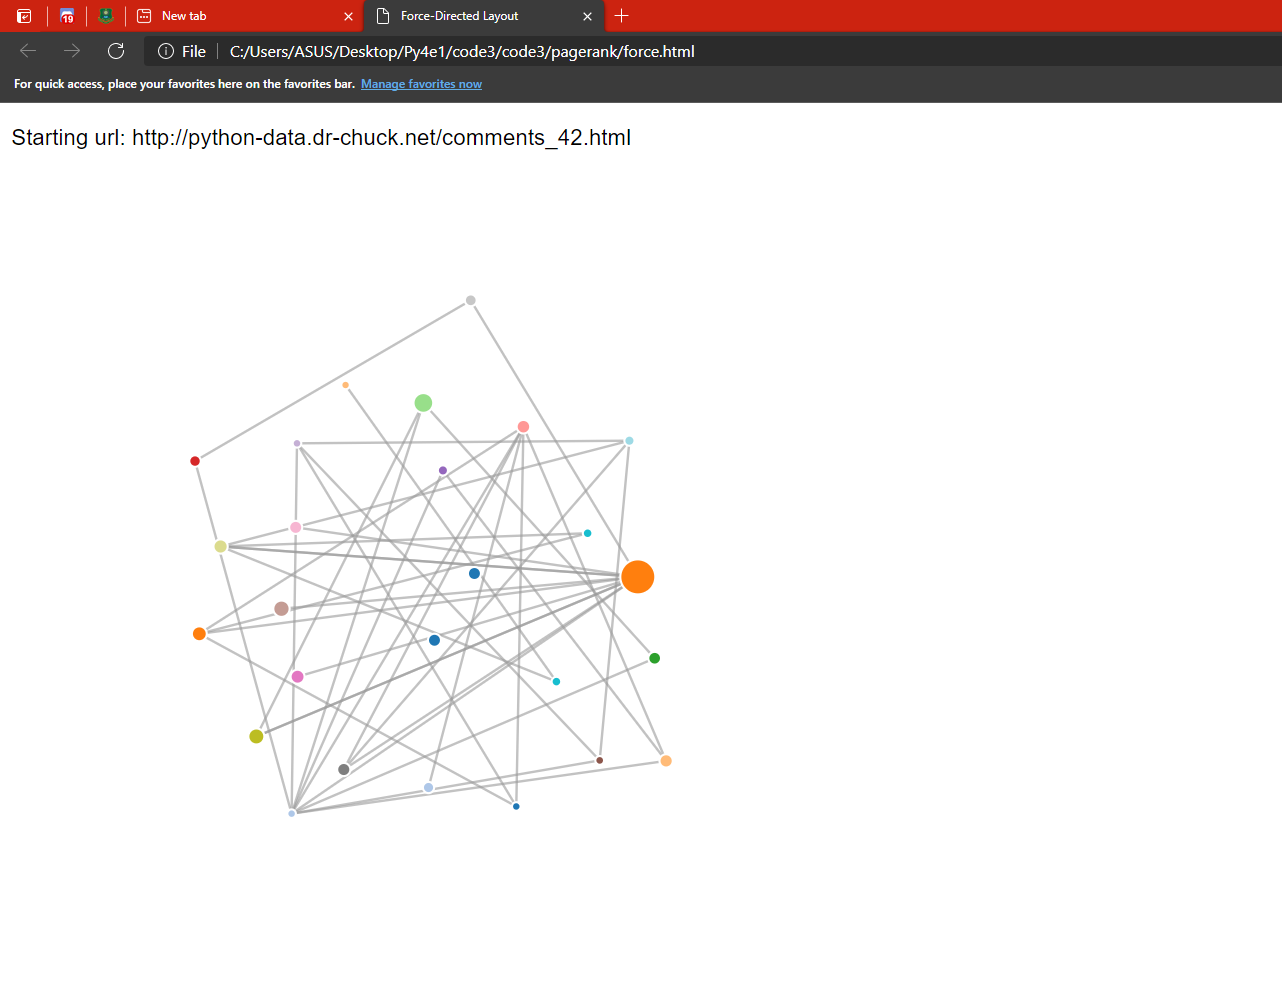 19
New tab
Force-Directed Layout
File
C:/Users/ASUS/Desktop/Py4e1/code3/code3/pagerank/force.html
For quick access, place your favorites here on the favorites bar. Manage favorites now
Starting url: http://python-data.dr-chuck.net/comments_42.html